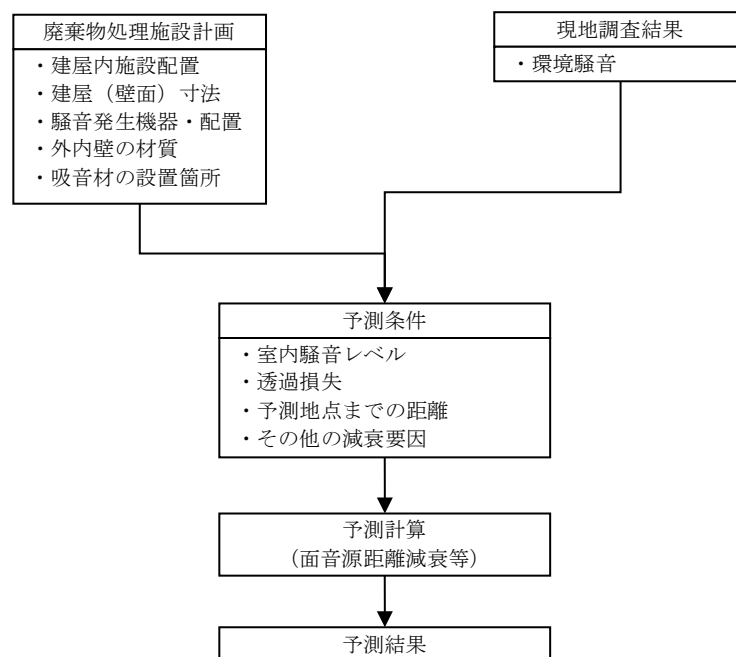 廃棄物処理施設計画
・建屋内施設配置
・建屋（壁面）寸法
・騒音発生機器・配置
・外内壁の材質
・吸音材の設置箇所
現地調査結果
・環境騒音
予測条件
・室内騒音レベル
・透過損失
・予測地点までの距離
・その他の減衰要因
予測計算
（面音源距離減衰等）
予測結果